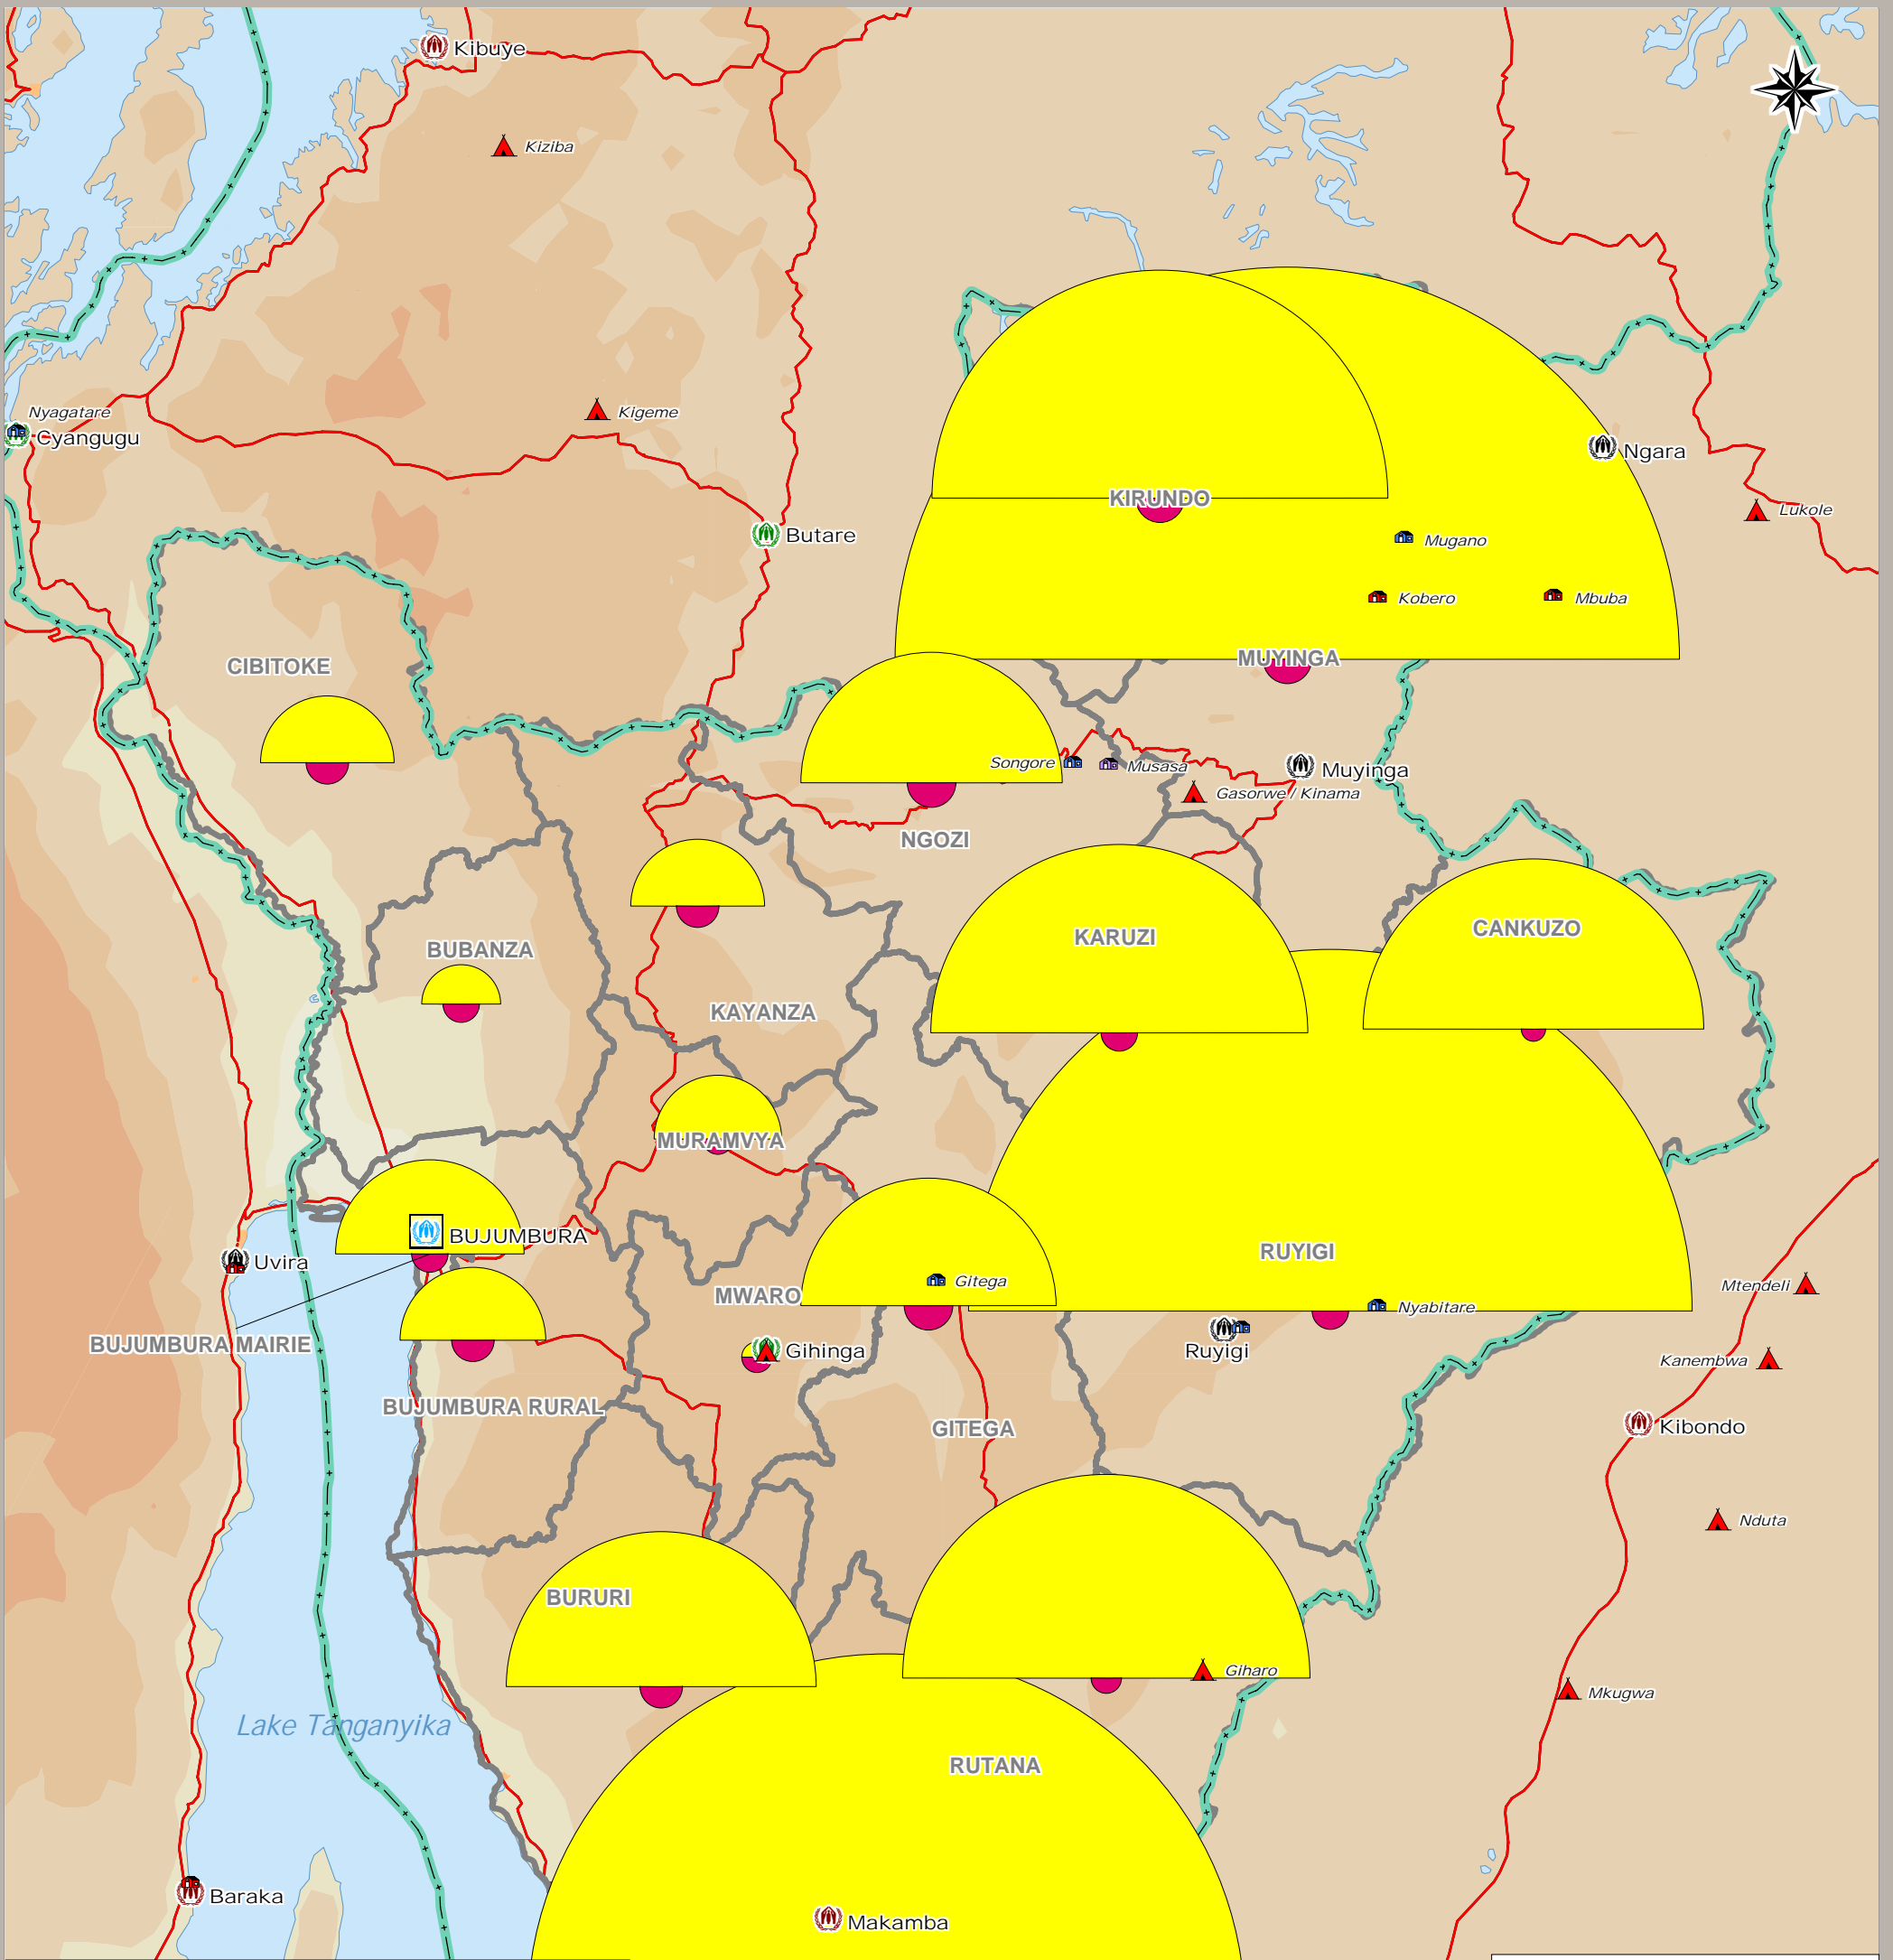 Kibuye
Kiziba
Nyagatare
Kigeme
Cyangugu
Ngara
KIRUNDO
Lukole
Butare
Mugano
Kobero
Mbuba
MUYINGA
CIBITOKE
Songore
Musasa
Muyinga
Gasorwe / Kinama
NGOZI
CANKUZO
KARUZI
BUBANZA
KAYANZA
MURAMVYA
BUJUMBURA
RUYIGI
Uvira
Gitega
Mtendeli
MWARO
Nyabitare
BUJUMBURA MAIRIE
Gihinga
Ruyigi
Kanembwa
BUJUMBURA RURAL
GITEGA
Kibondo
Nduta
BURURI
Giharo
Mkugwa
Lake Tanganyika
RUTANA
Baraka
Makamba